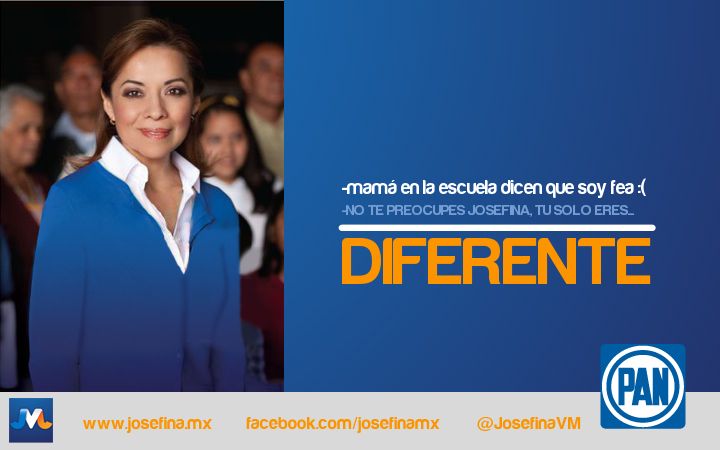 -mamá en la escuela dicen que soy fea :(
-NO TE PREOCUPES JOSEFINA, TU SOLO ERES...
DIFERENTE
PAN
www.josefina.mx facebook.com/josefinamx @JosefinaVM